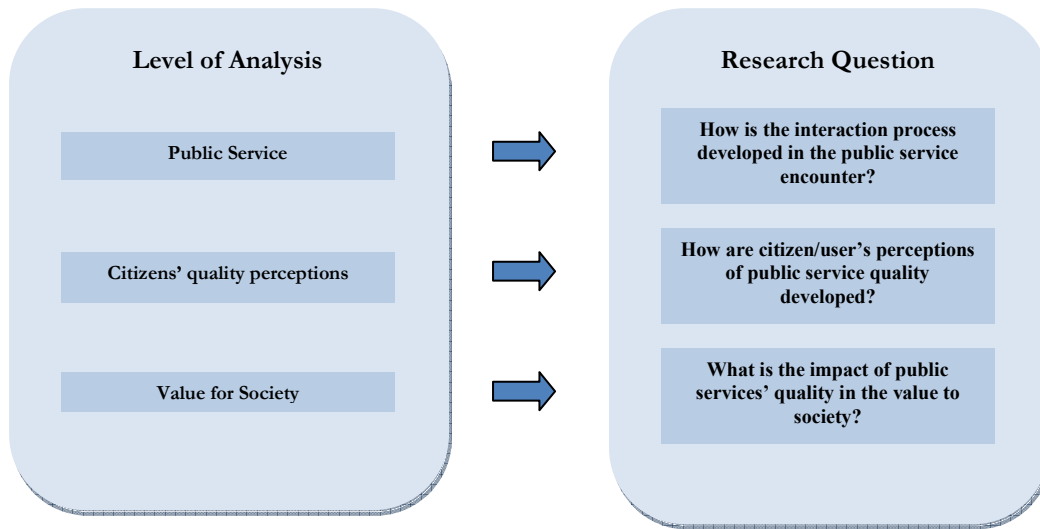 Level of Analysis
Research Question
Public Service
How is the interaction process
developed in the public service
encounter?
Citizens' quality perceptions
How are citizen/user's perceptions
of public service quality
developed?
Value for Society
What is the impact of public
services' quality in the value to
society?